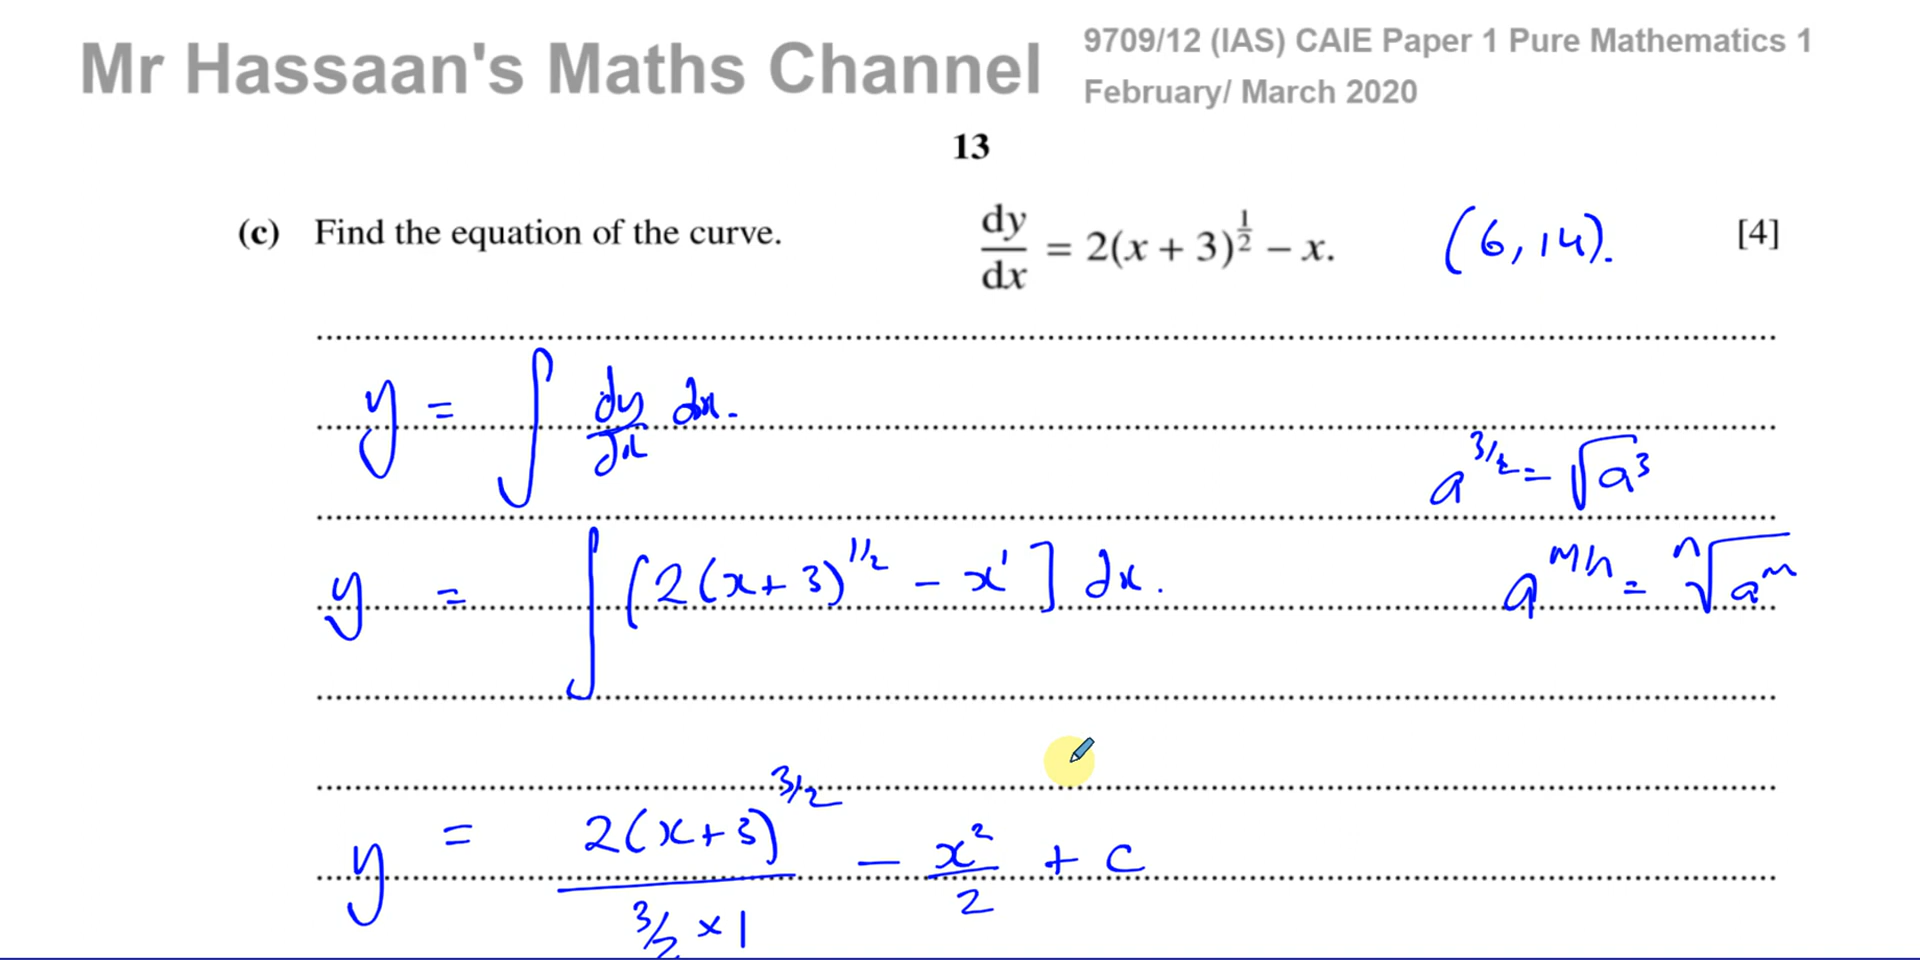 Mr Hassaan's Maths Channel
9709/12 (IAS) CAIE Paper 1 Pure Mathematics 1
February/ March 2020
13
(c) Find the equation of the curve. dy/dx = 2(x + 3)^(1/2) − x. (6, 14). [4]
y = ∫ dy/dx dx.
a^(3/2) = √a³
y = ∫ [2(x+3)^(1/2) − x¹] dx.
a^(m/n) = ⁿ√a^m
y = 2(x+3)^(3/2) / (3/2 × 1) − x²/2 + c